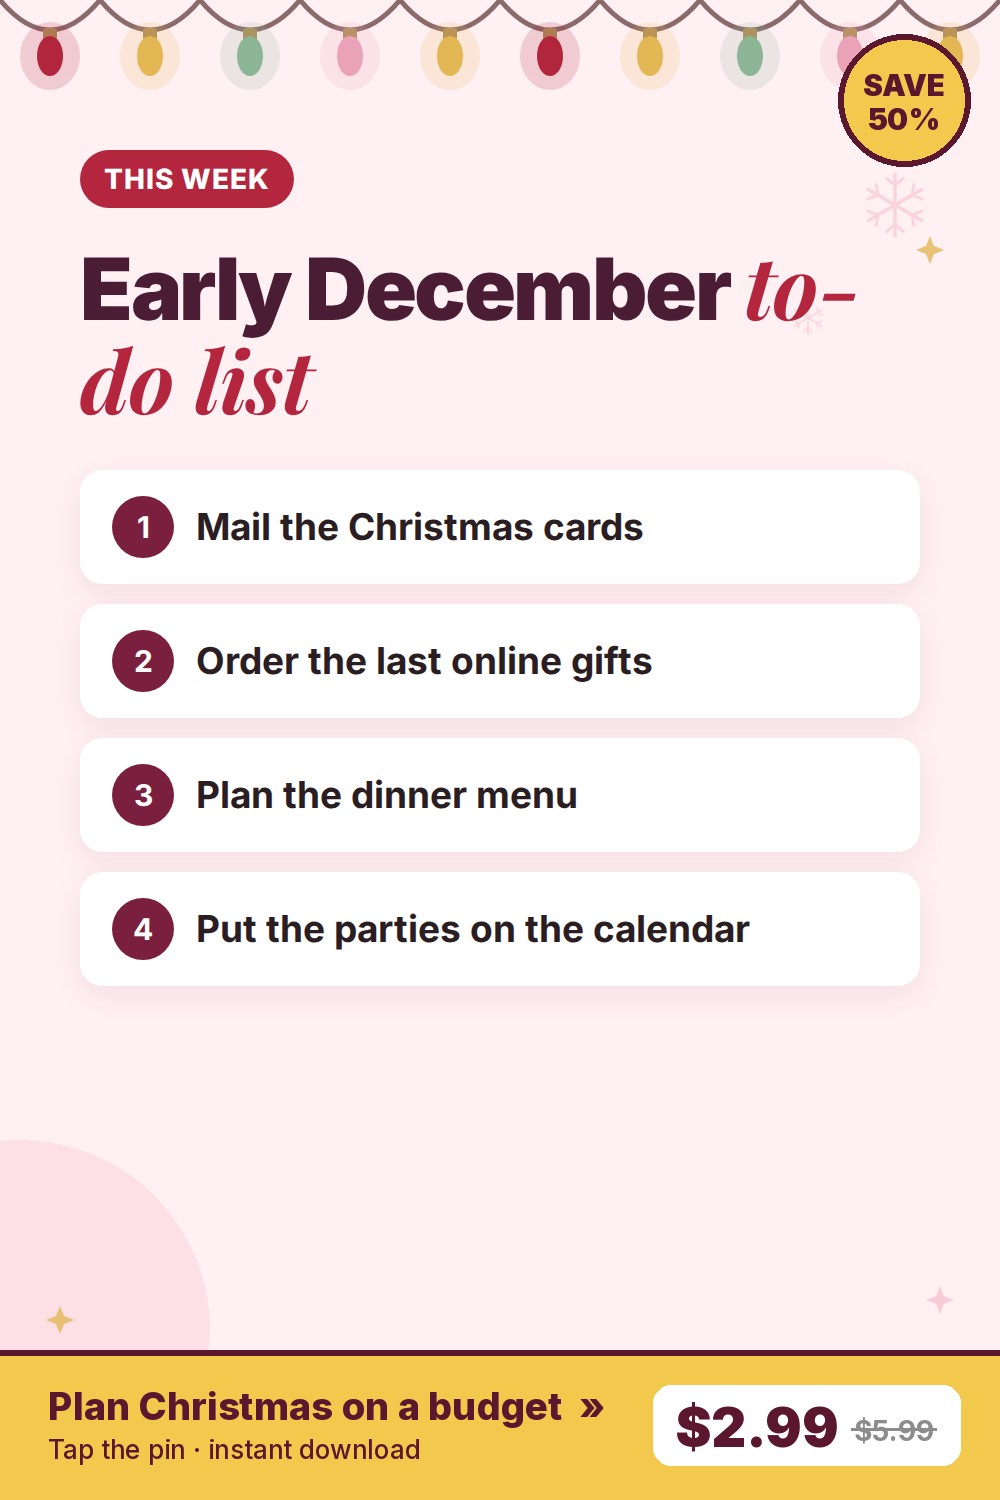 SAVE
50%
THIS WEEK
Early December to-
do list
1 Mail the Christmas cards
2 Order the last online gifts
3 Plan the dinner menu
4 Put the parties on the calendar
Plan Christmas on a budget »
Tap the pin · instant download
$2.99 $5.99